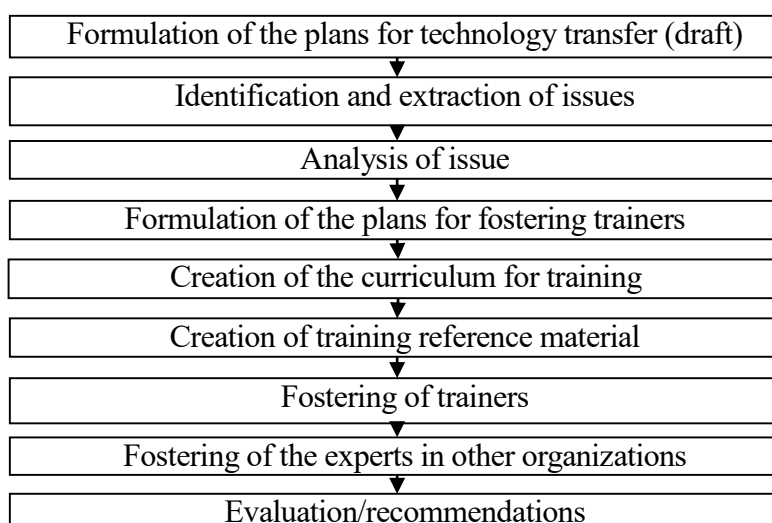 Formulation of the plans for technology transfer (draft)
Identification and extraction of issues
Analysis of issue
Formulation of the plans for fostering trainers
Creation of the curriculum for training
Creation of training reference material
Fostering of trainers
Fostering of the experts in other organizations
Evaluation/recommendations